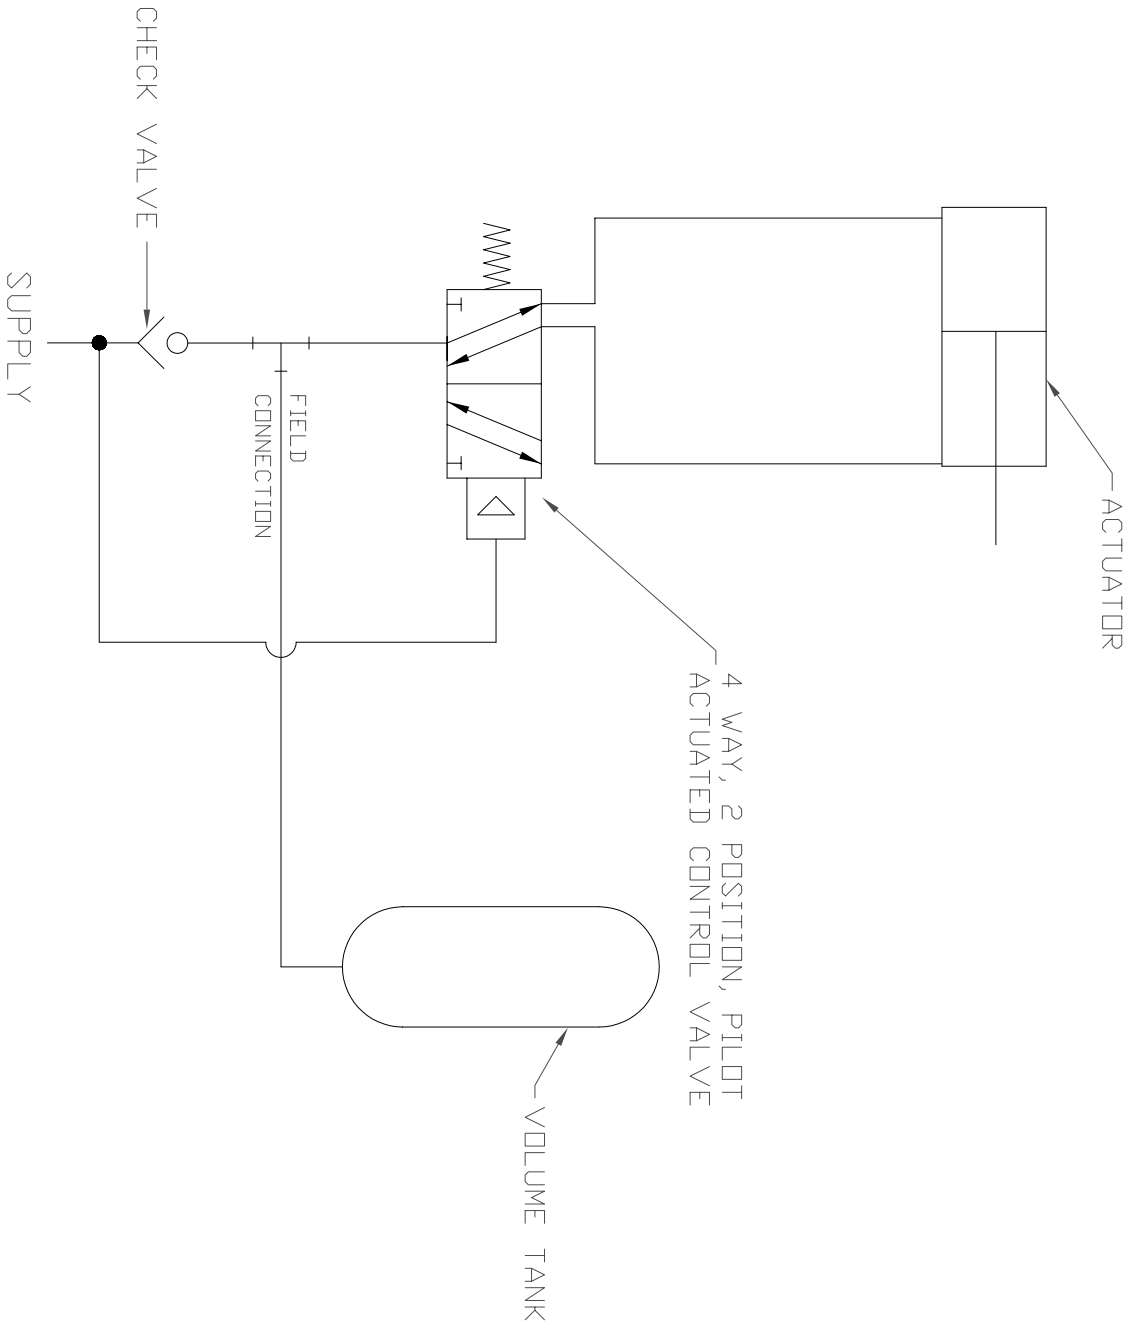 ACTUATOR
4 WAY, 2 POSITION, PILOT
ACTUATED CONTROL VALVE
VOLUME TANK
FIELD
CONNECTION
CHECK VALVE
SUPPLY